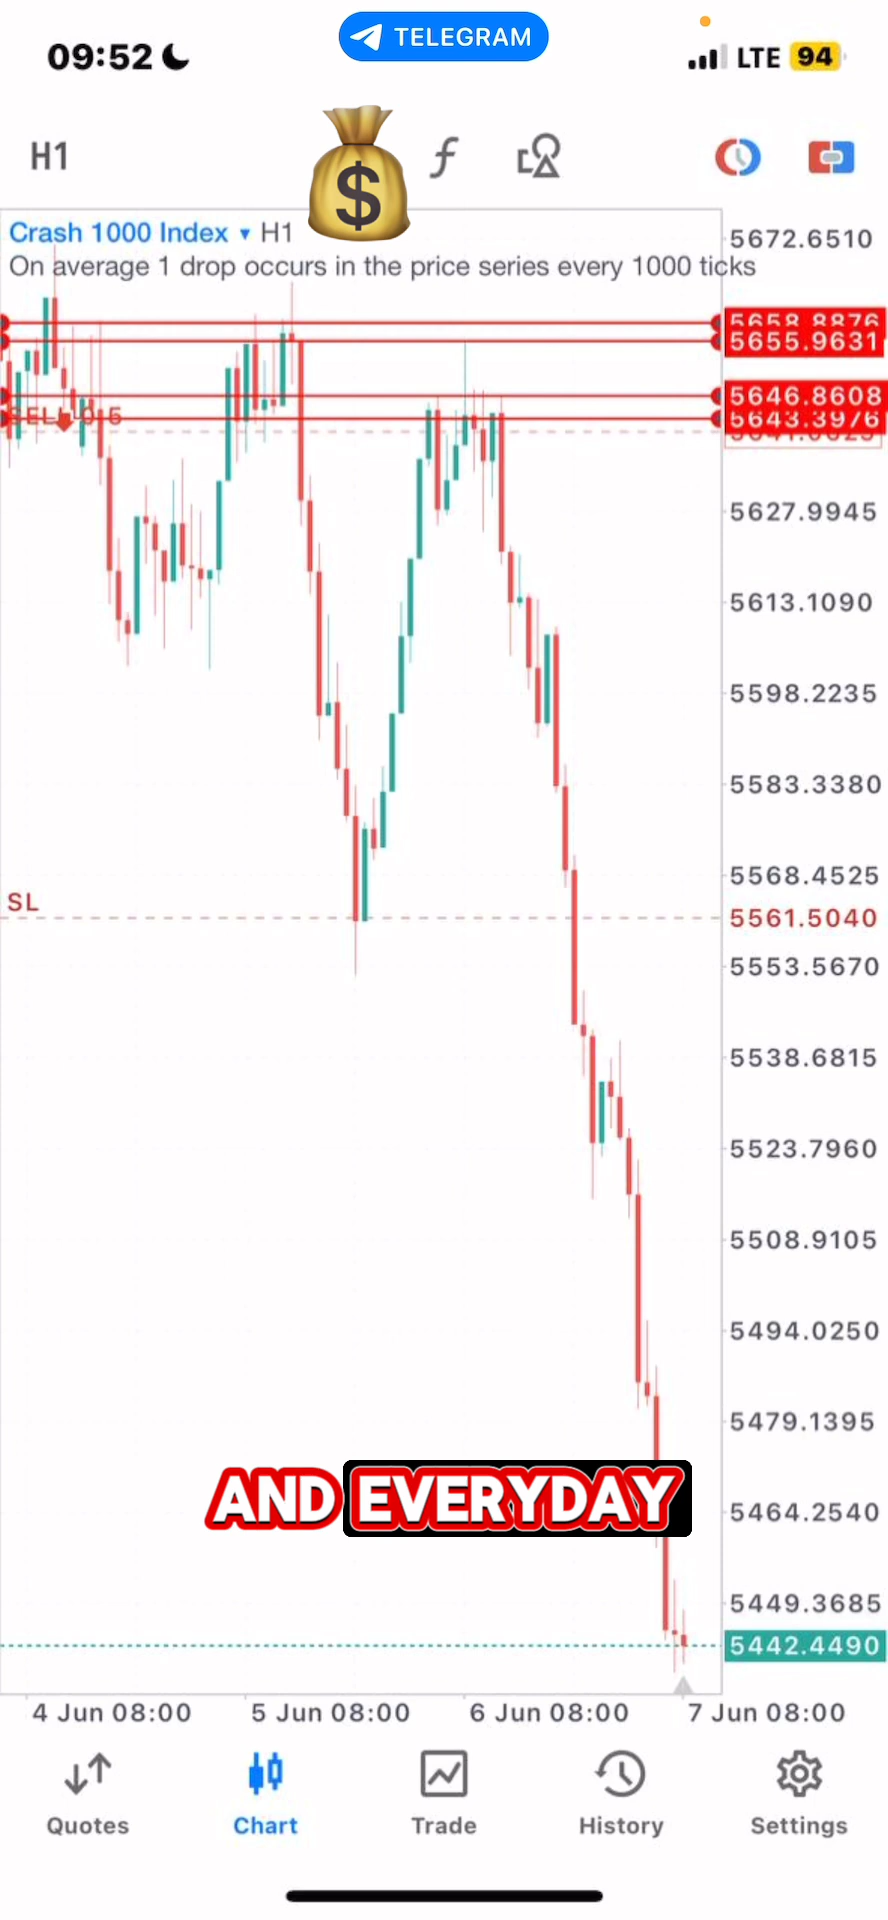 09:52
TELEGRAM
LTE 94
H1
$
Crash 1000 Index ▾ H1
On average 1 drop occurs in the price series every 1000 ticks
5672.6510
5658.8876
5655.9631
5646.8608
5643.3976
5627.9945
5613.1090
5598.2235
5583.3380
5568.4525
SL
5561.5040
5553.5670
5538.6815
5523.7960
5508.9105
5494.0250
5479.1395
AND EVERYDAY
5464.2540
5449.3685
5442.4490
4 Jun 08:00 5 Jun 08:00 6 Jun 08:00 7 Jun 08:00
Quotes Chart Trade History Settings